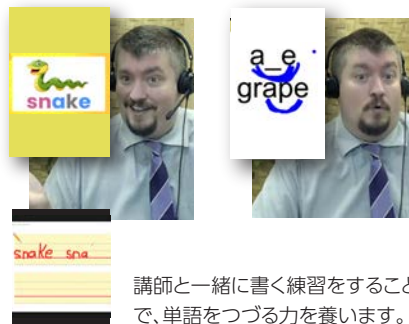 snake
a_e
grape
snake sna
講師と一緒に書く練習をすること
で、単語をつづる力を養います。